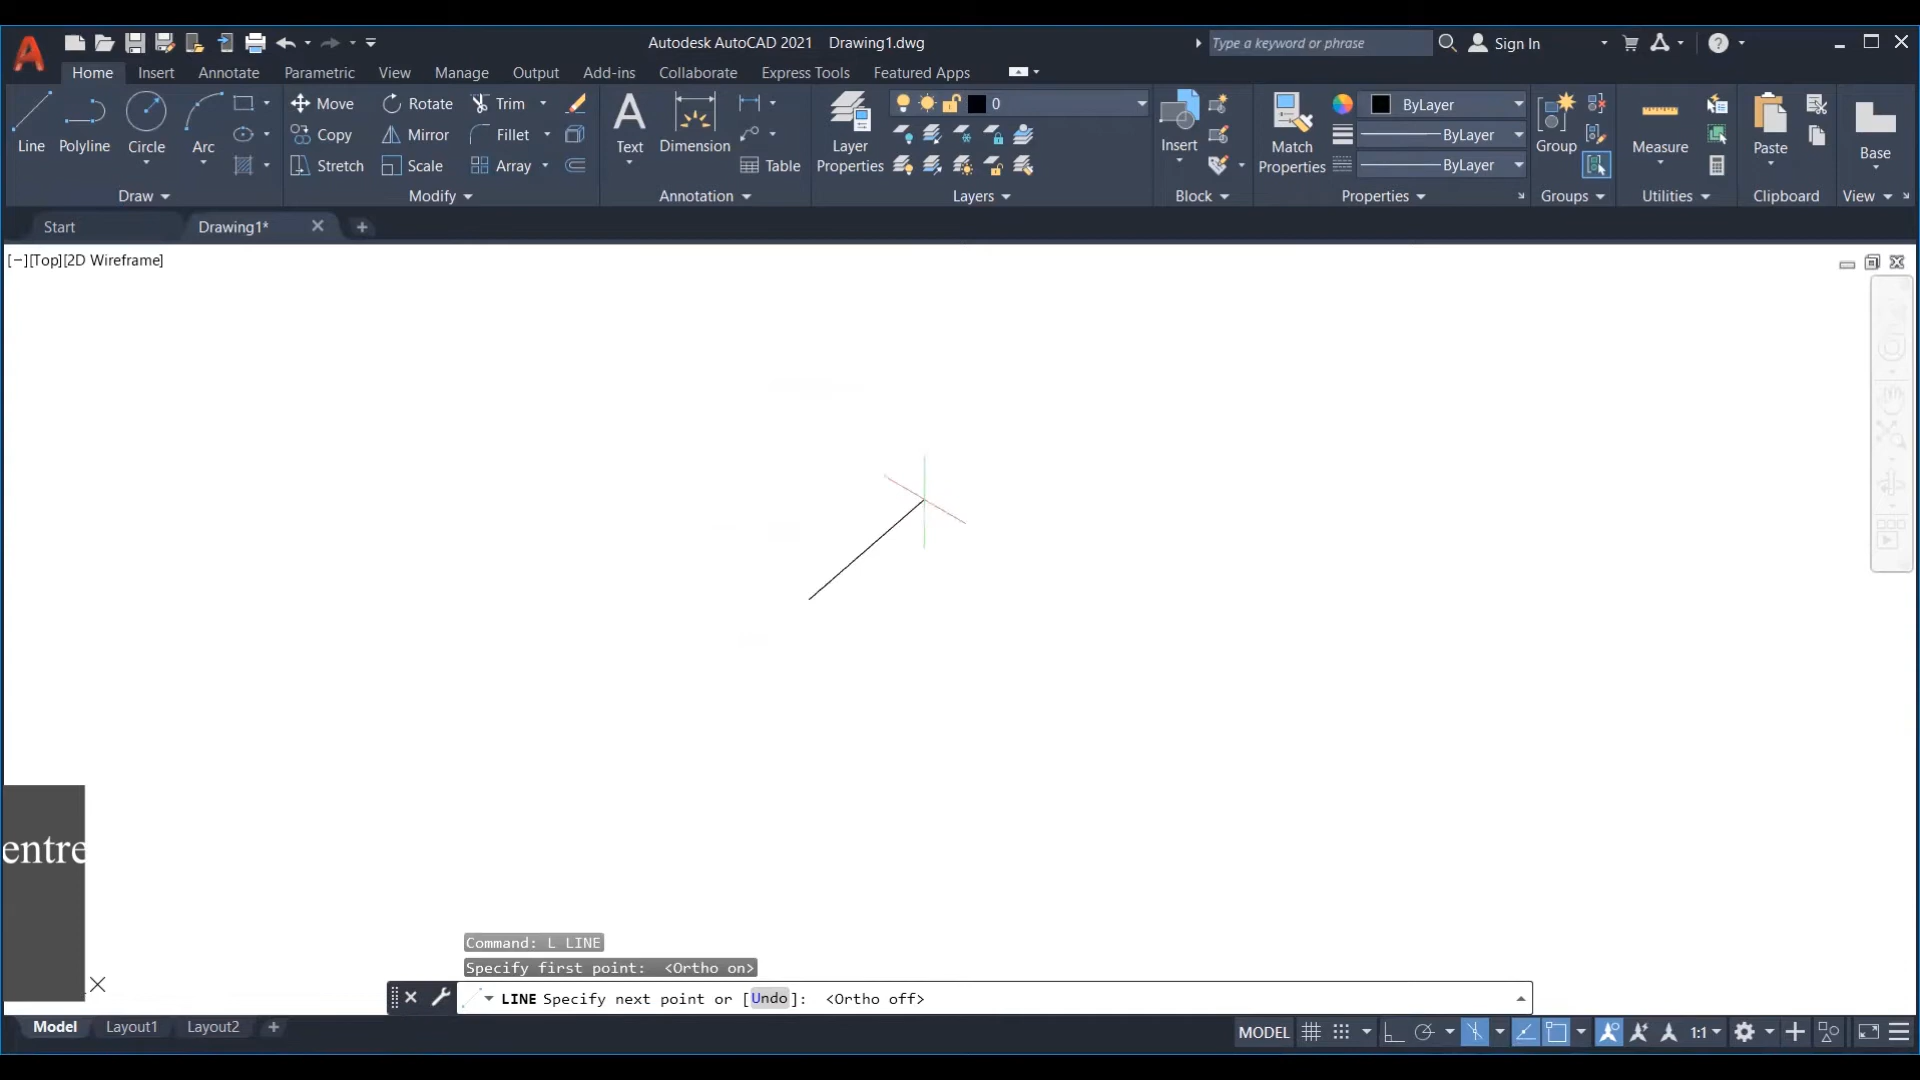 Autodesk AutoCAD 2021 Drawing1.dwg
Type a keyword or phrase
Sign In
Home Insert Annotate Parametric View Manage Output Add-ins Collaborate Express Tools Featured Apps
Line
Polyline
Circle
Arc
Draw
Move
Copy
Stretch
Rotate
Mirror
Scale
Trim
Fillet
Array
Modify
Text
Dimension
Table
Annotation
Layer
Properties
0
Layers
Insert
Block
Match
Properties
ByLayer
ByLayer
ByLayer
Properties
Group
Groups
Measure
Utilities
Paste
Clipboard
Base
View
Start
Drawing1*
[−][Top][2D Wireframe]
entre
Command: L LINE
Specify first point: <Ortho on>
LINE Specify next point or [Undo]: <Ortho off>
Model Layout1 Layout2
MODEL
1:1